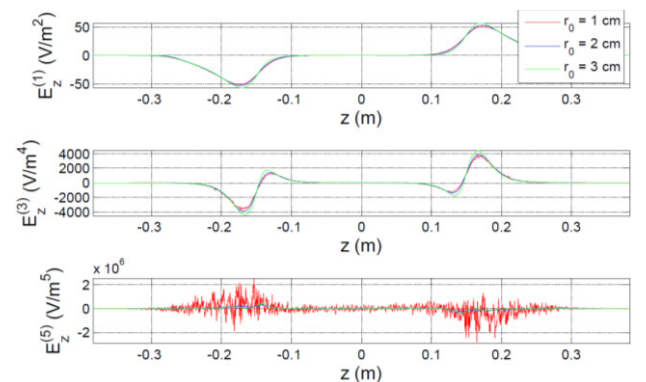 E_z^(1) (V/m^2)
50
0
-50
-0.3 -0.2 -0.1 0 0.1 0.2 0.3
z (m)
r_0 = 1 cm
r_0 = 2 cm
r_0 = 3 cm
E_z^(3) (V/m^4)
4000
2000
0
-2000
-4000
-0.3 -0.2 -0.1 0 0.1 0.2 0.3
z (m)
E_z^(5) (V/m^5)
x 10^6
2
0
-2
-0.3 -0.2 -0.1 0 0.1 0.2 0.3
z (m)